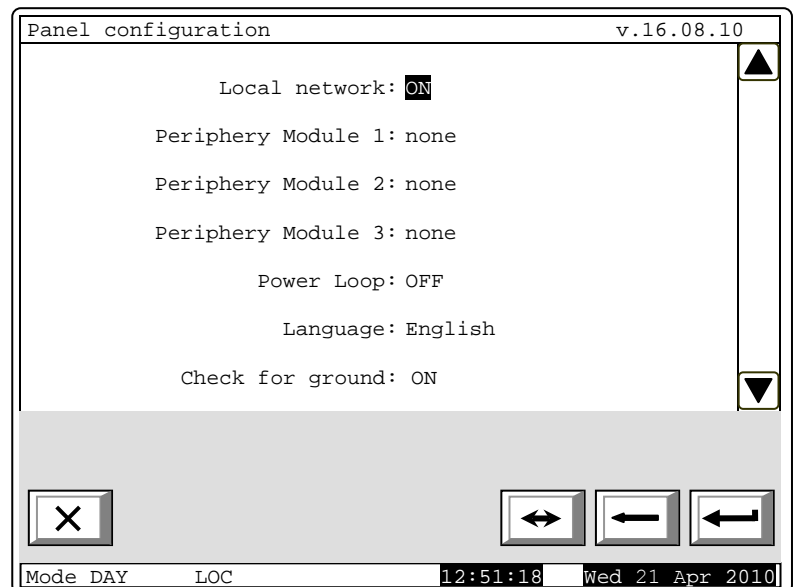 Panel configuration v.16.08.10
Local network: ON
Periphery Module 1: none
Periphery Module 2: none
Periphery Module 3: none
Power Loop: OFF
Language: English
Check for ground: ON
Mode DAY LOC 12:51:18 Wed 21 Apr 2010